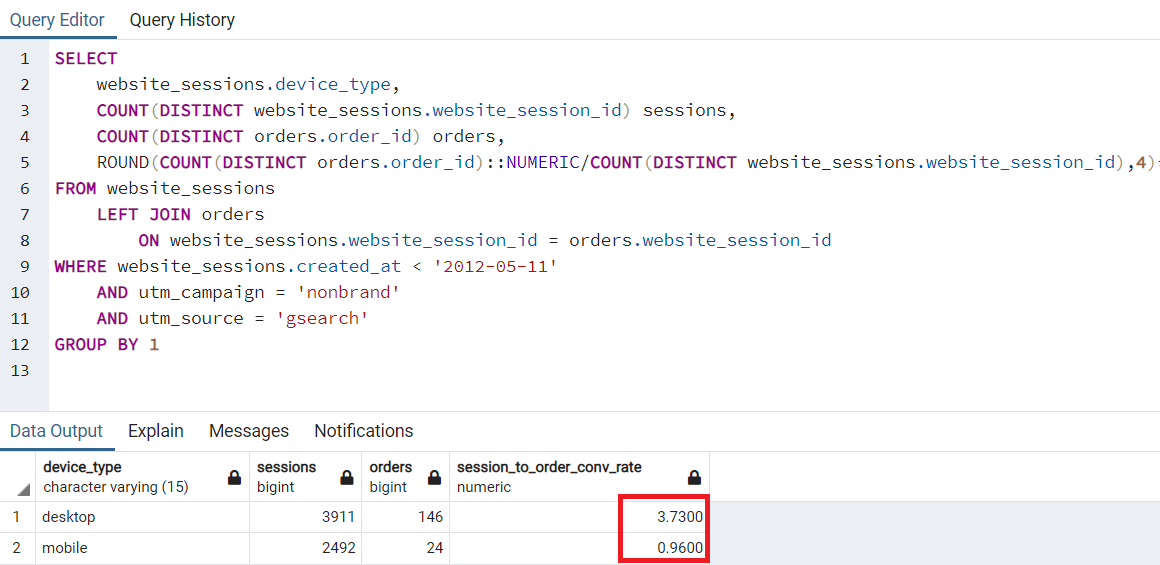 Query Editor Query History
1 SELECT
2 website_sessions.device_type,
3 COUNT(DISTINCT website_sessions.website_session_id) sessions,
4 COUNT(DISTINCT orders.order_id) orders,
5 ROUND(COUNT(DISTINCT orders.order_id)::NUMERIC/COUNT(DISTINCT website_sessions.website_session_id),4)
6 FROM website_sessions
7 LEFT JOIN orders
8 ON website_sessions.website_session_id = orders.website_session_id
9 WHERE website_sessions.created_at < '2012-05-11'
10 AND utm_campaign = 'nonbrand'
11 AND utm_source = 'gsearch'
12 GROUP BY 1
13
Data Output Explain Messages Notifications
device_type sessions orders session_to_order_conv_rate
character varying (15) bigint bigint numeric
1 desktop 3911 146 3.7300
2 mobile 2492 24 0.9600